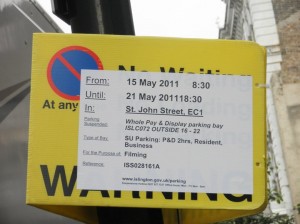 No Waiting
At any
From: 15 May 2011 8:30
Until: 21 May 201118:30
In: St. John Street, EC1
Parking Suspended: Whole Pay & Display parking bay
ISLC072 OUTSIDE 16 - 22
Type of Bay: SU Parking: P&D 2hrs, Resident,
Business
For the Purpose of: Filming
Reference: ISS028161A
www.islington.gov.uk/parking
WARNING